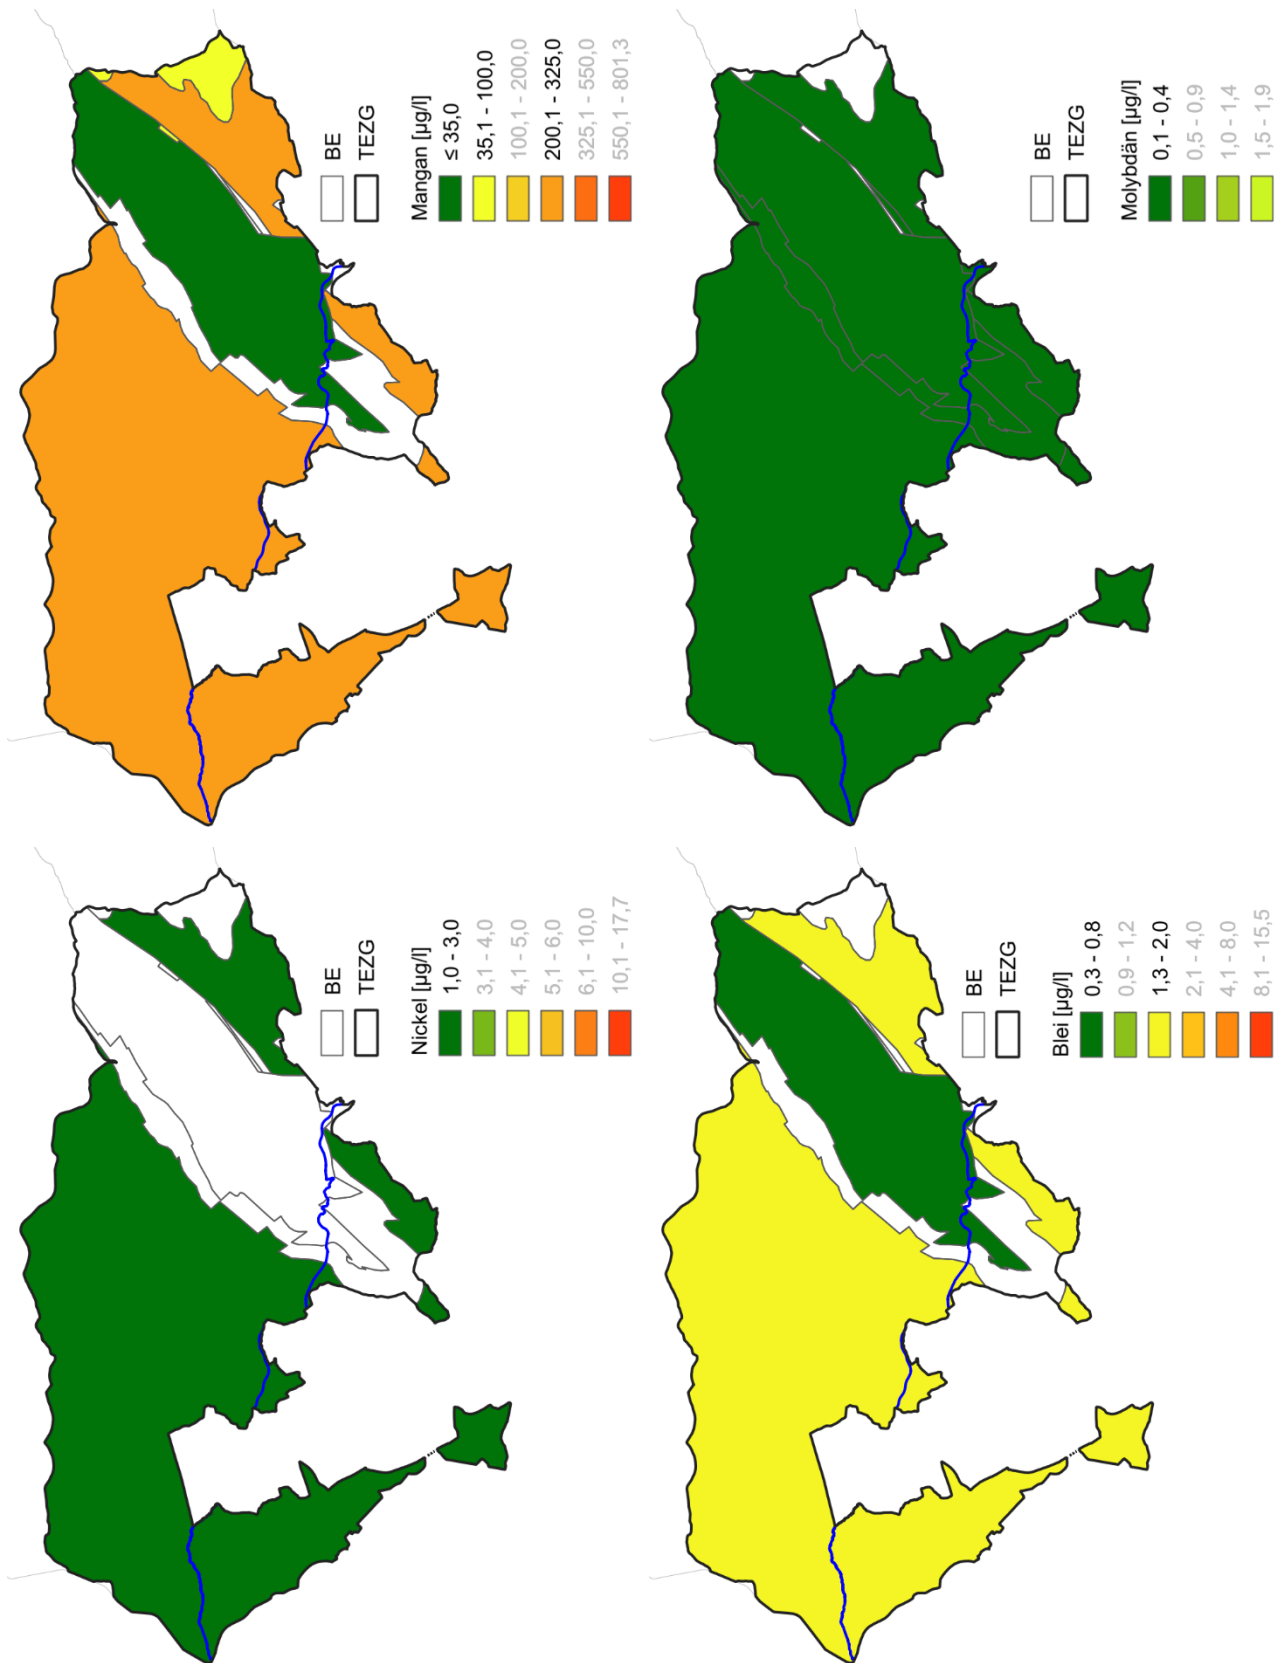 BE
TEZG
Mangan [µg/l]
≤ 35,0
35,1 - 100,0
100,1 - 200,0
200,1 - 325,0
325,1 - 550,0
550,1 - 801,3
BE
TEZG
Molybdän [µg/l]
0,1 - 0,4
0,5 - 0,9
1,0 - 1,4
1,5 - 1,9
BE
TEZG
Nickel [µg/l]
1,0 - 3,0
3,1 - 4,0
4,1 - 5,0
5,1 - 6,0
6,1 - 10,0
10,1 - 17,7
BE
TEZG
Blei [µg/l]
0,3 - 0,8
0,9 - 1,2
1,3 - 2,0
2,1 - 4,0
4,1 - 8,0
8,1 - 15,5